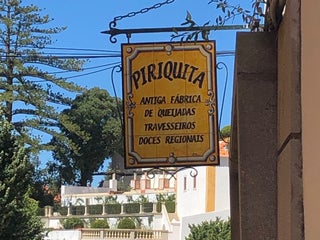 PIRIQUITA
ANTIGA FÁBRICA
DE QUEIJADAS
TRAVESSEIROS
DOCES REGIONAIS